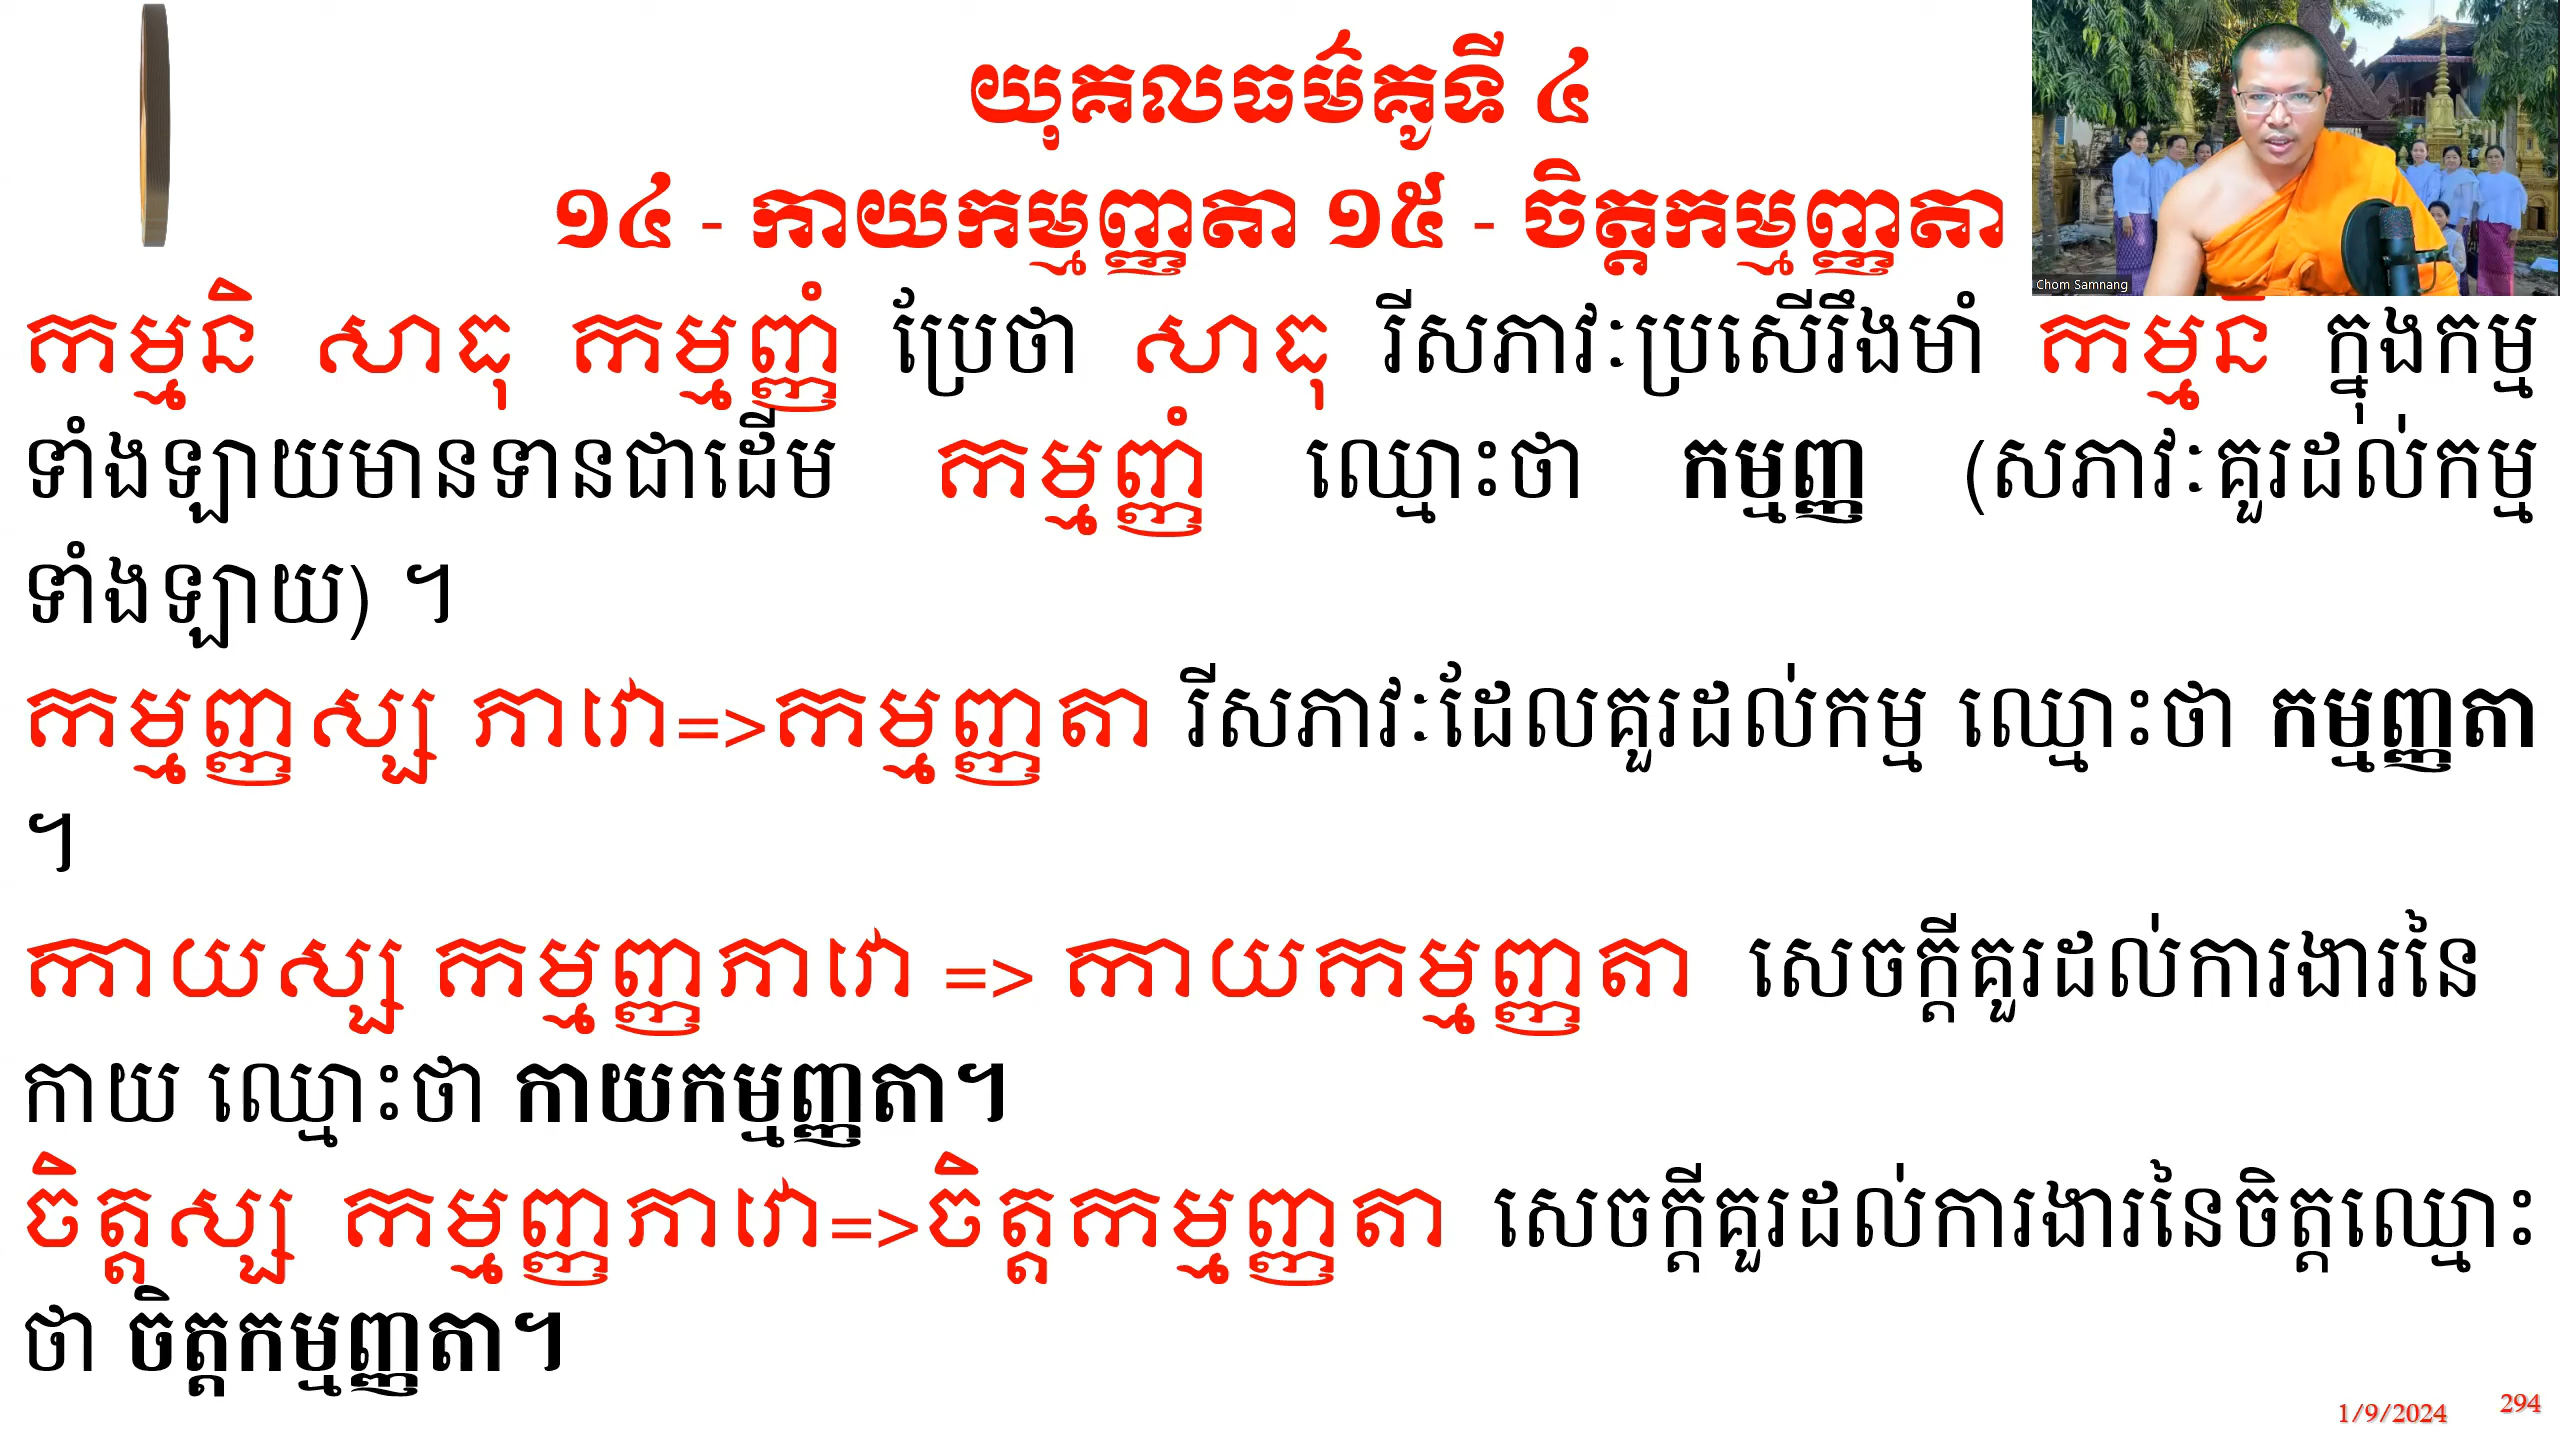 យុគលធម៌គូទី ៤
១៤ - កាយកម្មញ្ញតា ១៥ - ចិត្តកម្មញ្ញតា
Chom Samnang
កម្មនិ សាធុ កម្មញ្ញំ ប្រែថា សាធុ រីសភាវៈប្រសើរឹងមាំ កម្មនិ ក្នុងកម្ម
ទាំងឡាយមានទានជាដើម កម្មញ្ញំ ឈ្មោះថា កម្មញ្ញ (សភាវៈគួរដល់កម្ម
ទាំងឡាយ) ។
កម្មញ្ញស្ស ភាវោ=>កម្មញ្ញតា រីសភាវៈដែលគួរដល់កម្ម ឈ្មោះថា កម្មញ្ញតា
។
កាយស្ស កម្មញ្ញភាវោ => កាយកម្មញ្ញតា សេចក្ដីគួរដល់ការងារនៃ
កាយ ឈ្មោះថា កាយកម្មញ្ញតា។
ចិត្តស្ស កម្មញ្ញភាវោ=>ចិត្តកម្មញ្ញតា សេចក្ដីគួរដល់ការងារនៃចិត្តឈ្មោះ
ថា ចិត្តកម្មញ្ញតា។
1/9/2024 294